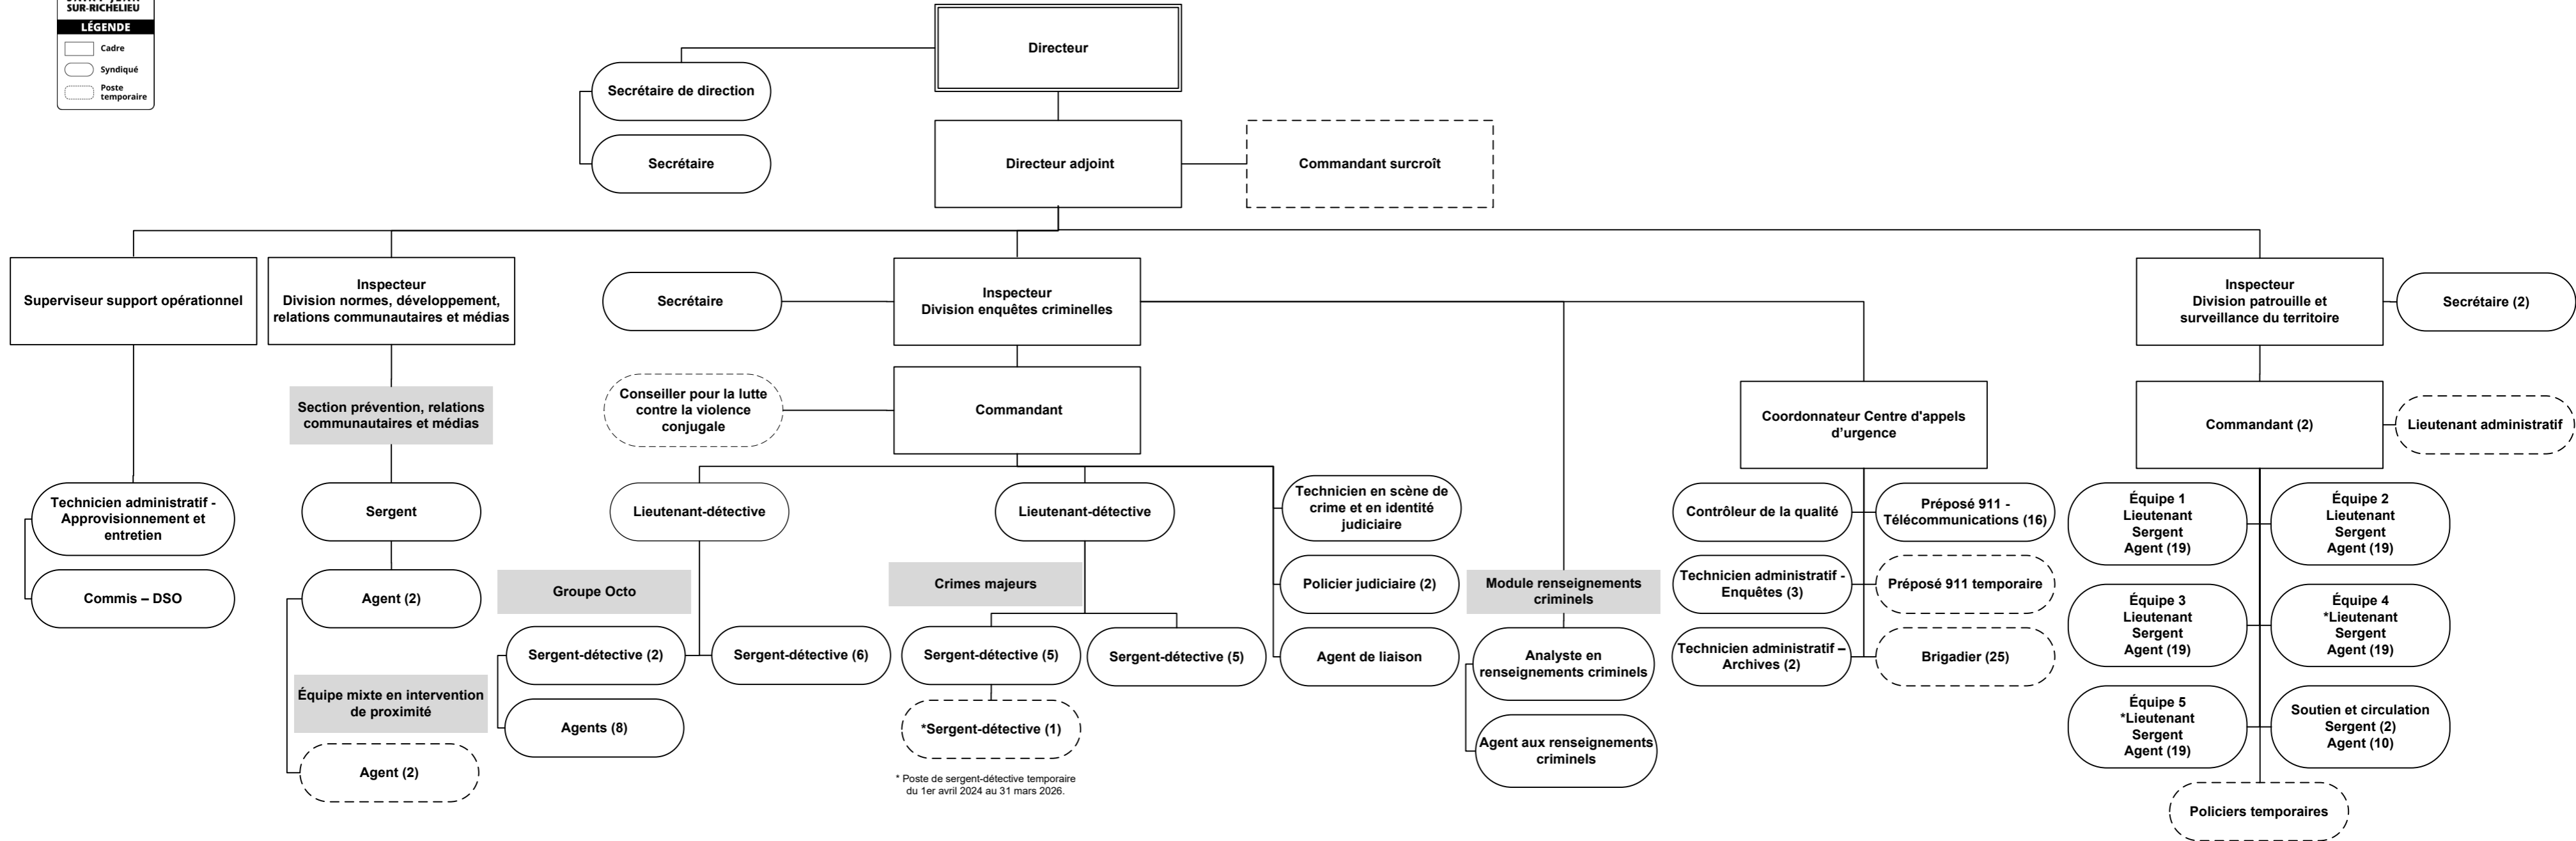 SUR-RICHELIEU
LÉGENDE
Cadre
Syndiqué
Poste
temporaire
Directeur
Secrétaire de direction
Secrétaire
Directeur adjoint
Commandant surcroît
Superviseur support opérationnel
Inspecteur
Division normes, développement,
relations communautaires et médias
Secrétaire
Inspecteur
Division enquêtes criminelles
Inspecteur
Division patrouille et
surveillance du territoire
Secrétaire (2)
Section prévention, relations
communautaires et médias
Conseiller pour la lutte
contre la violence
conjugale
Commandant
Coordonnateur Centre d'appels
d’urgence
Commandant (2)
Lieutenant administratif
Technicien administratif -
Approvisionnement et
entretien
Commis – DSO
Sergent
Agent (2)
Équipe mixte en intervention
de proximité
Agent (2)
Lieutenant-détective
Groupe Octo
Sergent-détective (2)
Agents (8)
Sergent-détective (6)
Lieutenant-détective
Crimes majeurs
Sergent-détective (5)
*Sergent-détective (1)
* Poste de sergent-détective temporaire
du 1er avril 2024 au 31 mars 2026.
Sergent-détective (5)
Technicien en scène de
crime et en identité
judiciaire
Policier judiciaire (2)
Agent de liaison
Module renseignements
criminels
Analyste en
renseignements criminels
Agent aux renseignements
criminels
Contrôleur de la qualité
Préposé 911 -
Télécommunications (16)
Technicien administratif -
Enquêtes (3)
Préposé 911 temporaire
Technicien administratif –
Archives (2)
Brigadier (25)
Équipe 1
Lieutenant
Sergent
Agent (19)
Équipe 2
Lieutenant
Sergent
Agent (19)
Équipe 3
Lieutenant
Sergent
Agent (19)
Équipe 4
*Lieutenant
Sergent
Agent (19)
Équipe 5
*Lieutenant
Sergent
Agent (19)
Soutien et circulation
Sergent (2)
Agent (10)
Policiers temporaires